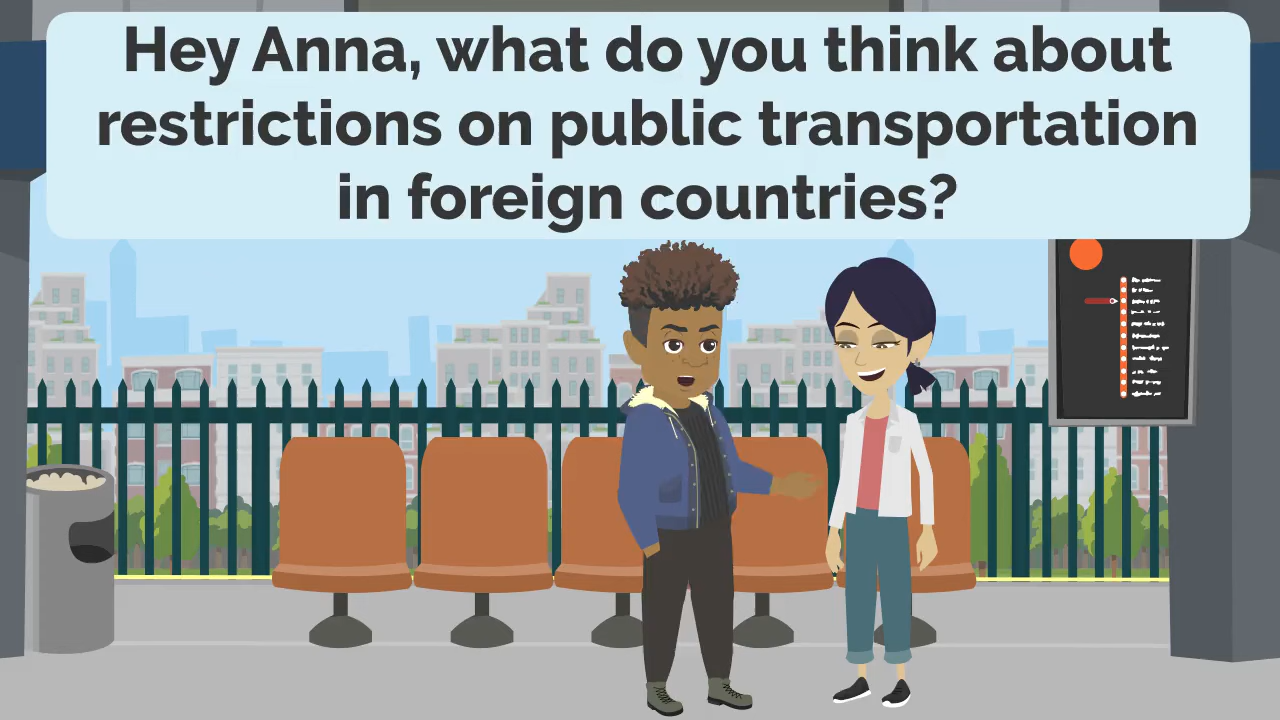 Hey Anna, what do you think about
restrictions on public transportation
in foreign countries?